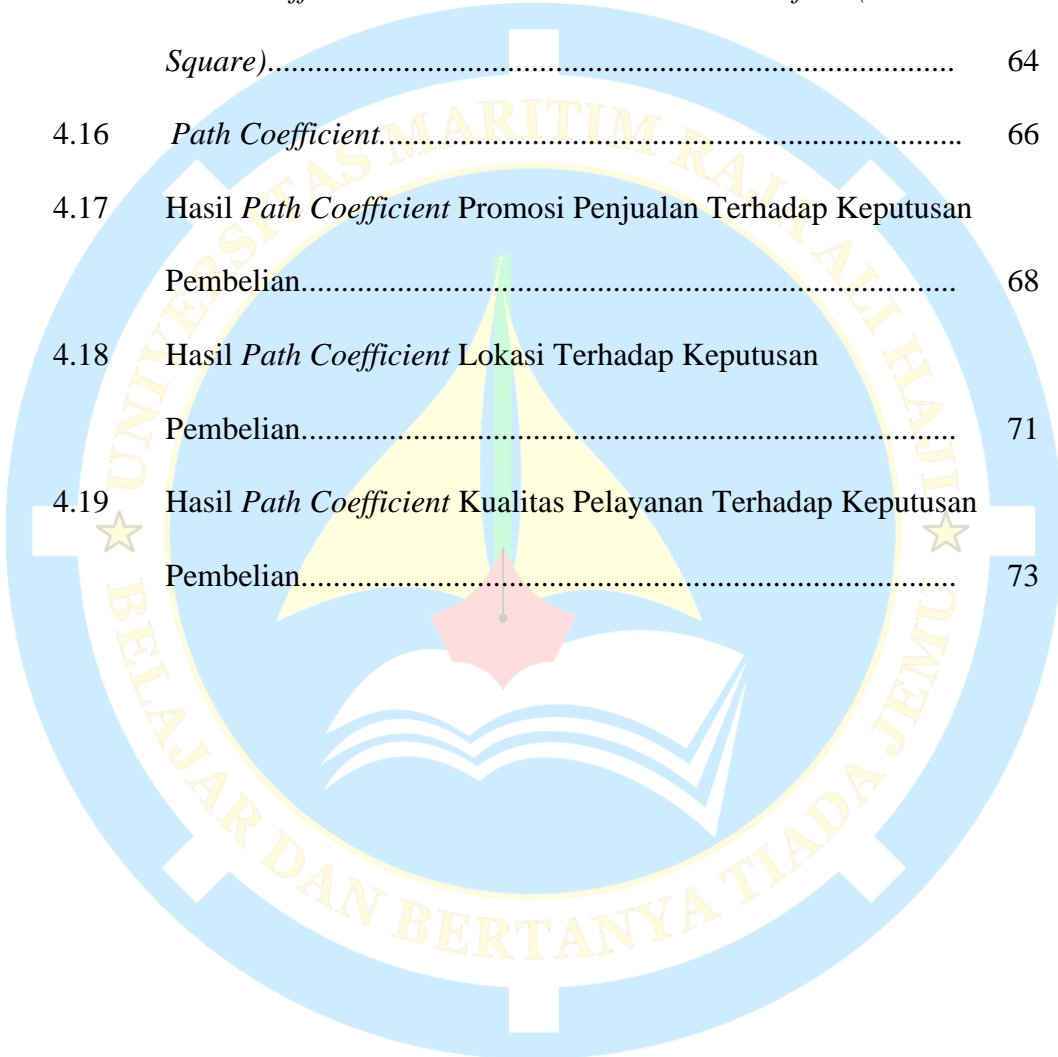 Square)........................................................................................ 64
4.16 Path Coefficient.......................................................................... 66
4.17 Hasil Path Coefficient Promosi Penjualan Terhadap Keputusan
Pembelian.................................................................................. 68
4.18 Hasil Path Coefficient Lokasi Terhadap Keputusan
Pembelian.................................................................................. 71
4.19 Hasil Path Coefficient Kualitas Pelayanan Terhadap Keputusan
Pembelian.................................................................................. 73
UNIVERSITAS MARITIM RAJA ALI HAJI
BELAJAR DAN BERTANYA TIADA JEMU